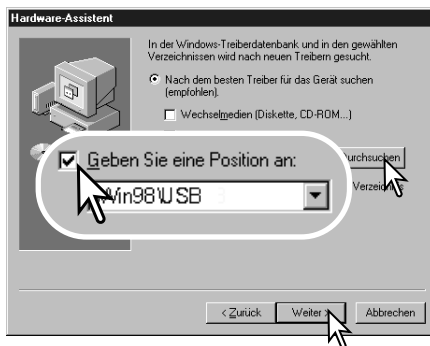 Hardware-Assistent
In der Windows-Treiberdatenbank und in den gewählten
Verzeichnissen wird nach neuen Treibern gesucht.
Nach dem besten Treiber für das Gerät suchen
(empfohlen).
Wechselmedien (Diskette, CD-ROM...)
Geben Sie eine Position an:
Win98\USB
< Zurück
Weiter >
Abbrechen